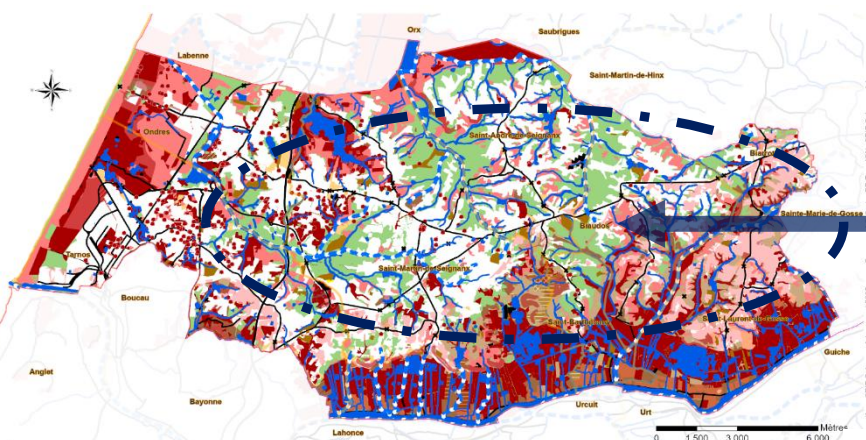 Orx
Saubrigues
Labenne
Saint-Martin-de-Hinx
Ondres
Saint-André-de-Seignanx
Biarrotte
Sainte-Marie-de-Gosse
Biaudos
Tarnos
Saint-Martin-de-Seignanx
Boucau
Saint-Barthélemy
Saint-Laurent-de-Gosse
Guiche
Anglet
Bayonne
Urcuit
Urt
Lahonce
Mètres
0 1 500 3 000 6 000